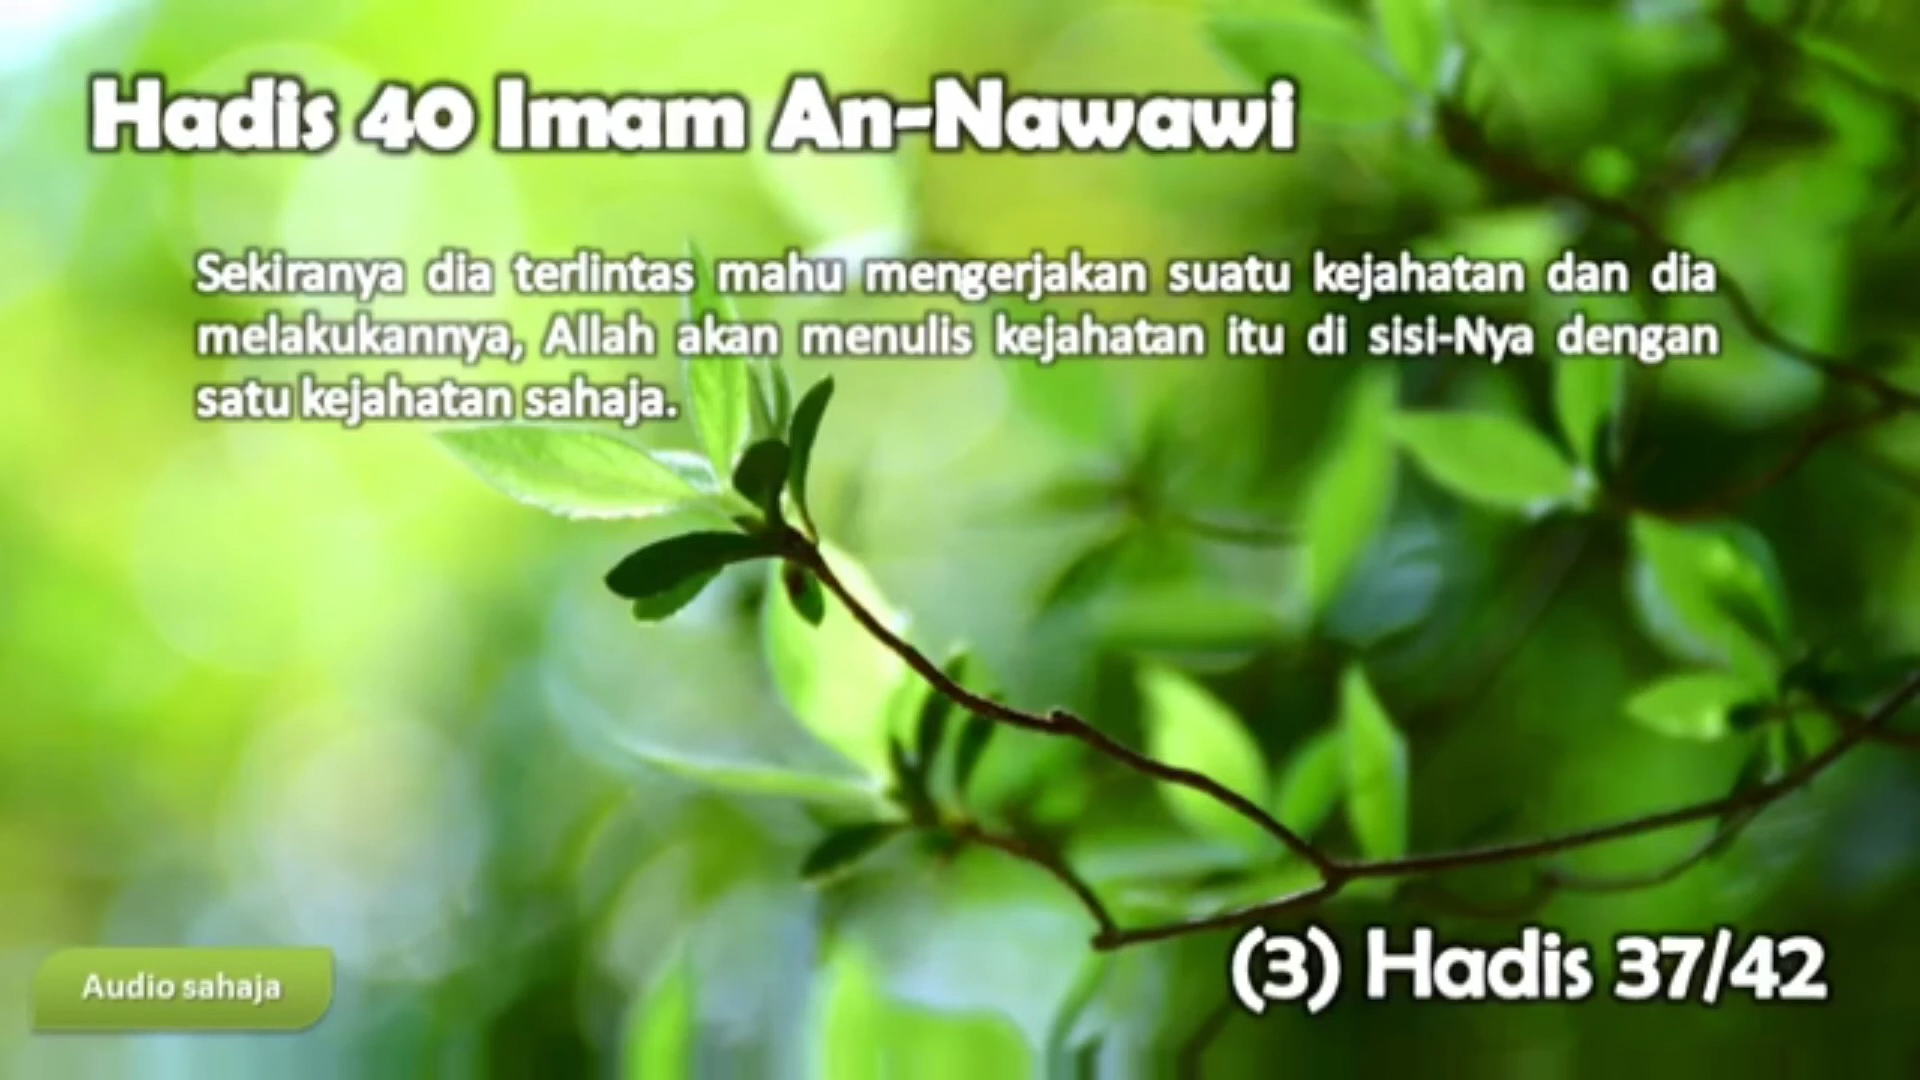 Hadis 40 Imam An-Nawawi
Sekiranya dia terlintas mahu mengerjakan suatu kejahatan dan dia
melakukannya, Allah akan menulis kejahatan itu di sisi-Nya dengan
satu kejahatan sahaja.
Audio sahaja
(3) Hadis 37/42